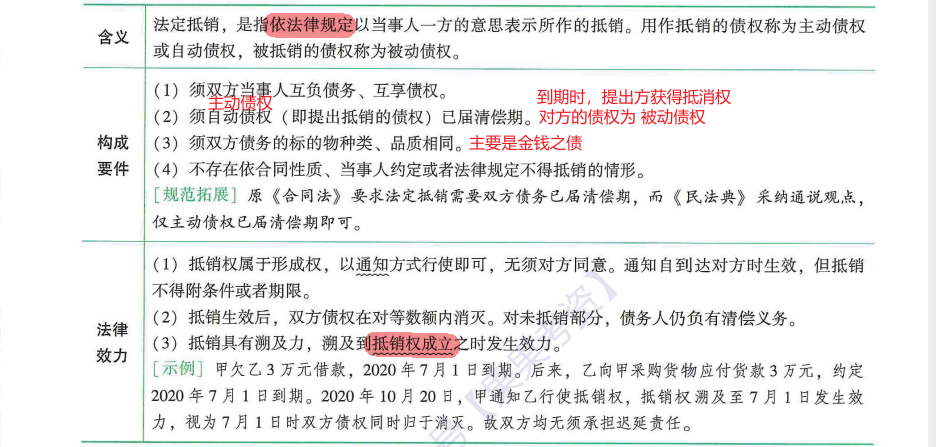 含义
法定抵销，是指依法律规定以当事人一方的意思表示所作的抵销。用作抵销的债权称为主动债权
或自动债权，被抵销的债权称为被动债权。
构成
要件
（1）须双方当事人互负债务、互享债权。
主动债权
到期时，提出方获得抵消权
（2）须自动债权（即提出抵销的债权）已届清偿期。
对方的债权为 被动债权
（3）须双方债务的标的物种类、品质相同。
主要是金钱之债
（4）不存在依合同性质、当事人约定或者法律规定不得抵销的情形。
［规范拓展］原《合同法》要求法定抵销需要双方债务已届清偿期，而《民法典》采纳通说观点，
仅主动债权已届清偿期即可。
法律
效力
（1）抵销权属于形成权，以通知方式行使即可，无须对方同意。通知自到达对方时生效，但抵销
不得附条件或者期限。
（2）抵销生效后，双方债权在对等数额内消灭。对未抵销部分，债务人仍负有清偿义务。
（3）抵销具有溯及力，溯及到抵销权成立之时发生效力。
［示例］甲欠乙3万元借款，2020年7月1日到期。后来，乙向甲采购货物应付货款3万元，约定
2020年7月1日到期。2020年10月20日，甲通知乙行使抵销权，抵销权溯及至7月1日发生效
力，视为7月1日时双方债权同时归于消灭。故双方均无须承担迟延责任。
号【果果考资】